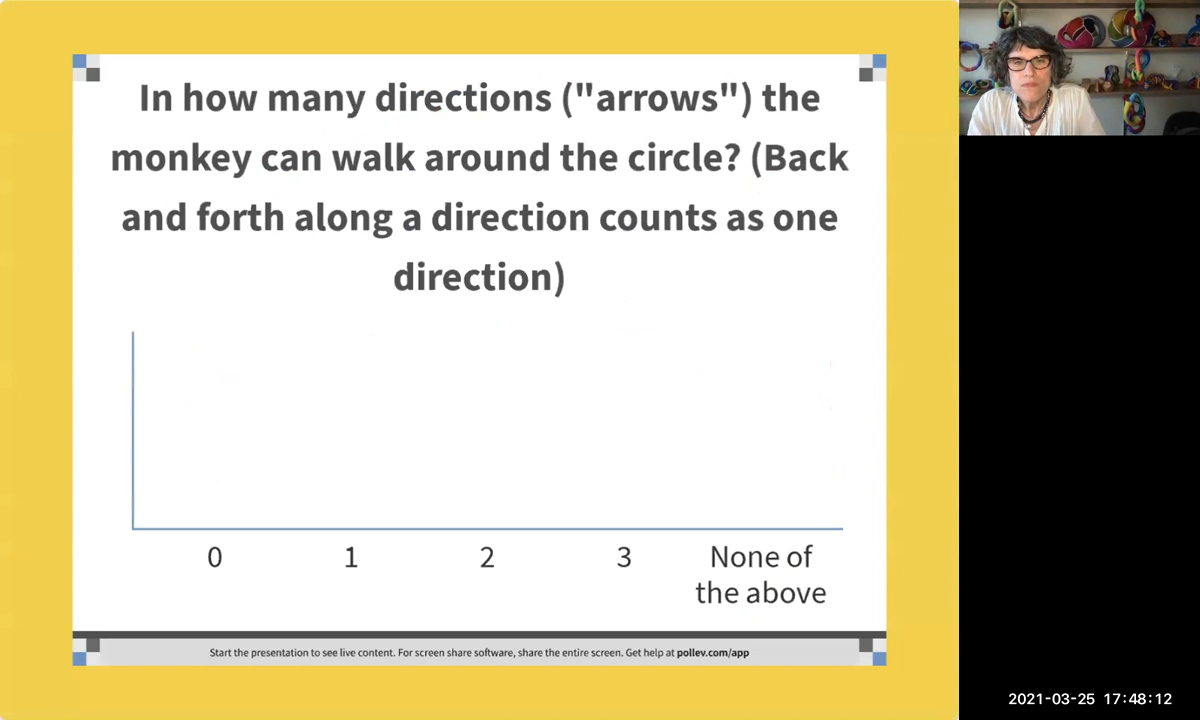 In how many directions ("arrows") the
monkey can walk around the circle? (Back
and forth along a direction counts as one
direction)
0
1
2
3
None of
the above
Start the presentation to see live content. For screen share software, share the entire screen. Get help at pollev.com/app
2021-03-25 17:48:12